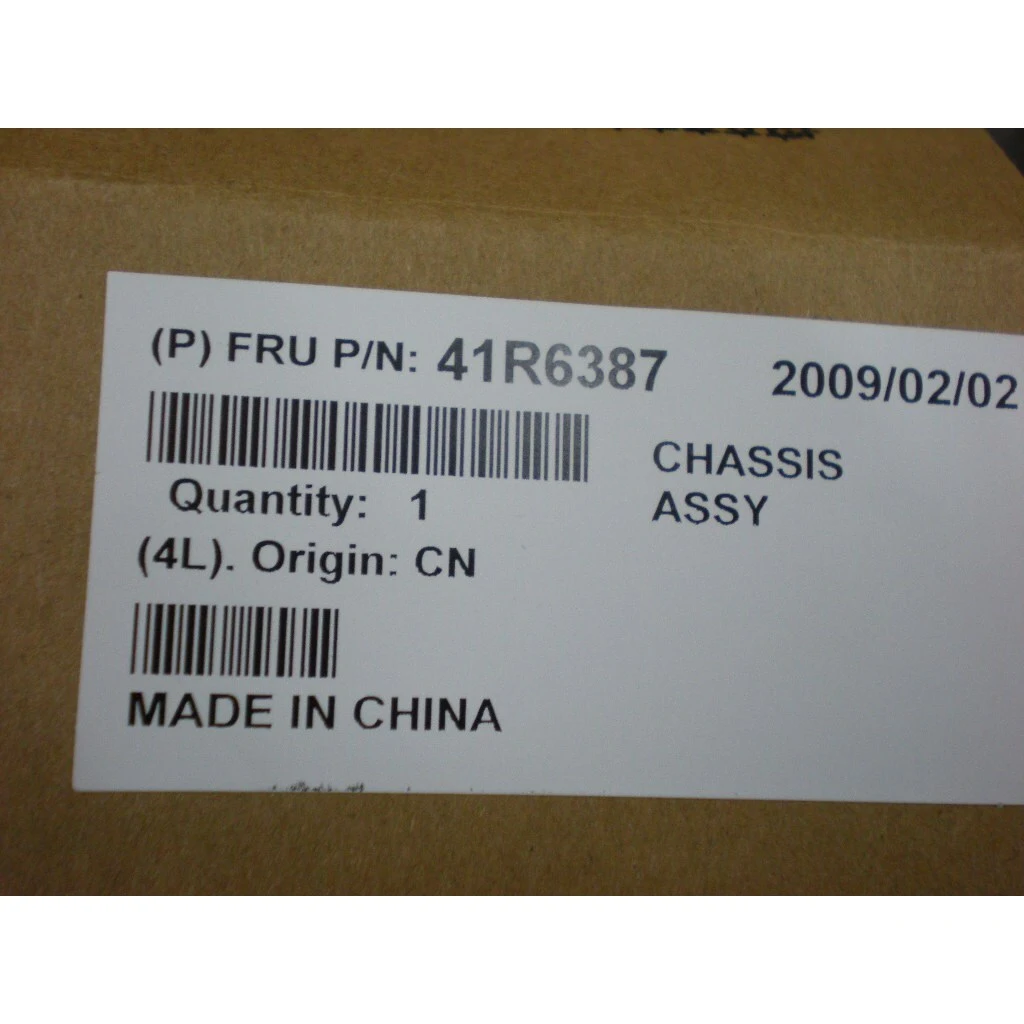 (P) FRU P/N: 41R6387 2009/02/02
CHASSIS
ASSY
Quantity: 1
(4L). Origin: CN
MADE IN CHINA